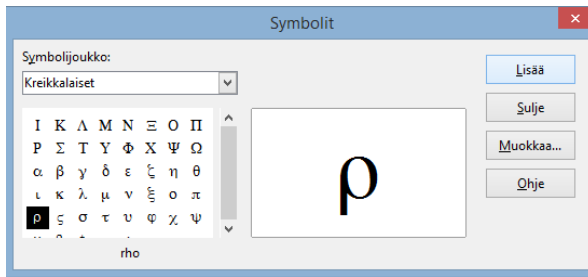 Symbolit
×
Symbolijoukko:
Kreikkalaiset
Ι Κ Λ Μ Ν Ξ Ο Π
Ρ Σ Τ Υ Φ Χ Ψ Ω
α β γ δ ε ζ η θ
ι κ λ μ ν ξ ο π
ρ ς σ τ υ φ χ ψ
rho
ρ
Lisää
Sulje
Muokkaa...
Ohje